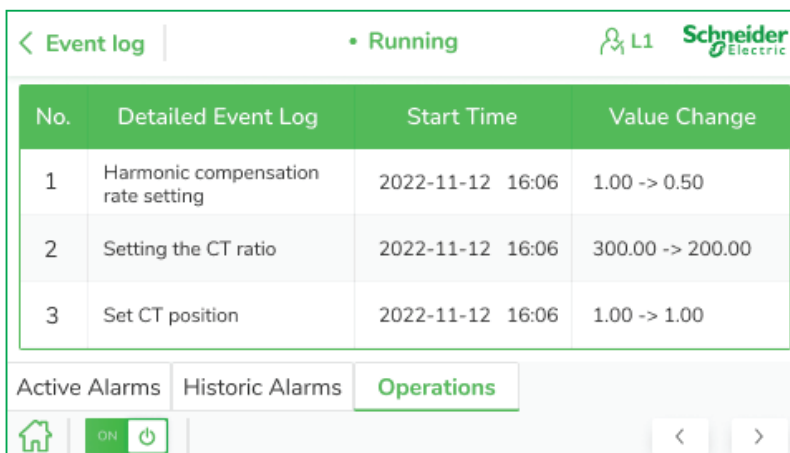 Event log
• Running
L1
Schneider
Electric
No. Detailed Event Log Start Time Value Change
1 Harmonic compensation
rate setting 2022-11-12 16:06 1.00 -> 0.50
2 Setting the CT ratio 2022-11-12 16:06 300.00 -> 200.00
3 Set CT position 2022-11-12 16:06 1.00 -> 1.00
Active Alarms Historic Alarms Operations
ON